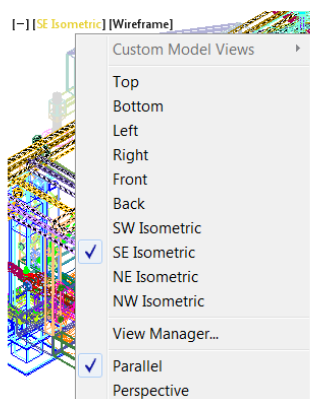 [−] [SE Isometric] [Wireframe]
Custom Model Views
Top
Bottom
Left
Right
Front
Back
SW Isometric
SE Isometric
NE Isometric
NW Isometric
View Manager...
Parallel
Perspective